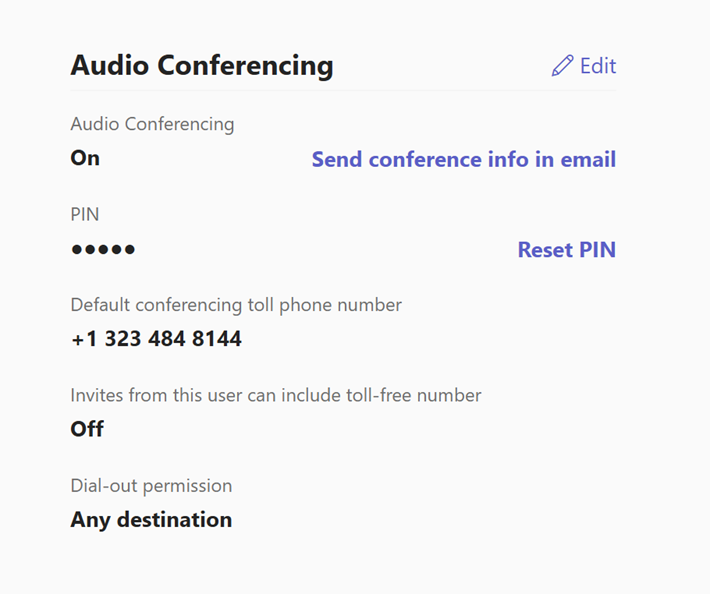 Audio Conferencing
Edit
Audio Conferencing
On
Send conference info in email
PIN
•••••
Reset PIN
Default conferencing toll phone number
+1 323 484 8144
Invites from this user can include toll-free number
Off
Dial-out permission
Any destination